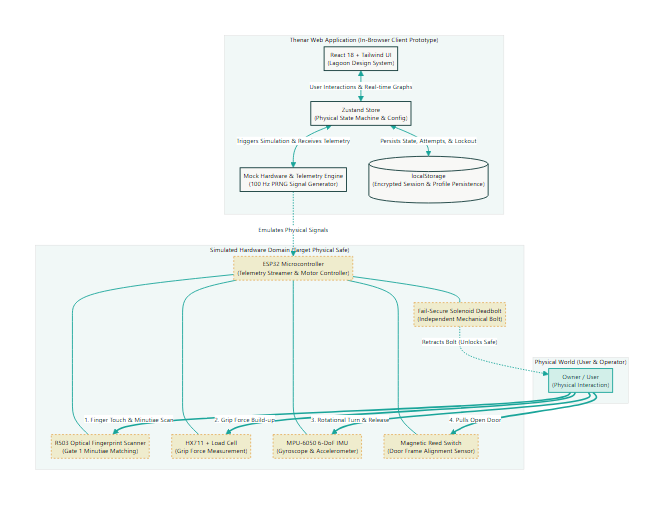 Thenar Web Application (In-Browser Client Prototype)
React 18 + Tailwind UI
(Lagoon Design System)
User Interactions & Real-time Graphs
Zustand Store
(Physical State Machine & Config)
Triggers Simulation & Receives Telemetry
Persists State, Attempts, & Lockout
Mock Hardware & Telemetry Engine
(100 Hz PRNG Signal Generator)
localStorage
(Encrypted Session & Profile Persistence)
Emulates Physical Signals
Simulated Hardware Domain (Target Physical Safe)
ESP32 Microcontroller
(Telemetry Streamer & Motor Controller)
Fail-Secure Solenoid Deadbolt
(Independent Mechanical Bolt)
Retracts Bolt (Unlocks Safe)
Physical World (User & Operator)
Owner / User
(Physical Interaction)
1. Finger Touch & Minutiae Scan
2. Grip Force Build-up
3. Rotational Turn & Release
4. Pulls Open Door
R503 Optical Fingerprint Scanner
(Gate 1 Minutiae Matching)
HX711 + Load Cell
(Grip Force Measurement)
MPU-6050 6-DoF IMU
(Gyroscope & Accelerometer)
Magnetic Reed Switch
(Door Frame Alignment Sensor)